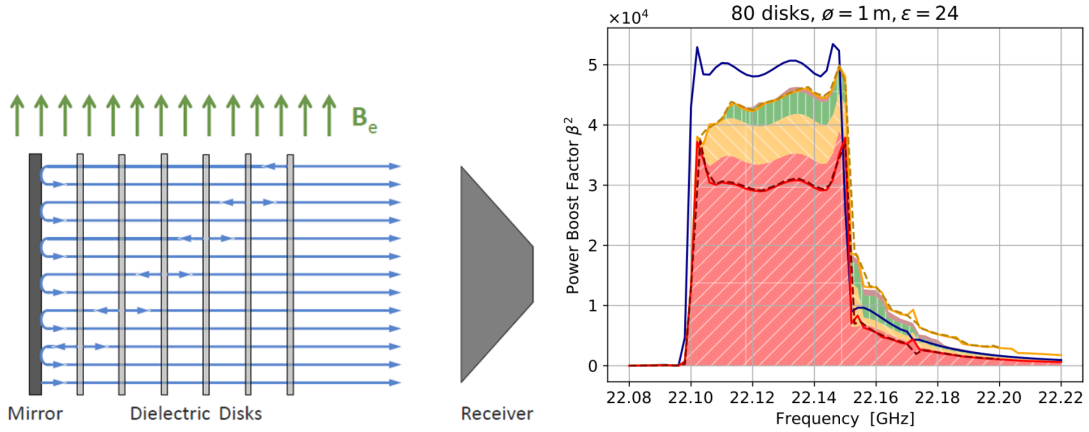 B_e
Mirror
Dielectric Disks
Receiver
80 disks, ø = 1 m, ε = 24
×10⁴
Power Boost Factor β²
5
4
3
2
1
0
22.08 22.10 22.12 22.14 22.16 22.18 22.20 22.22
Frequency [GHz]